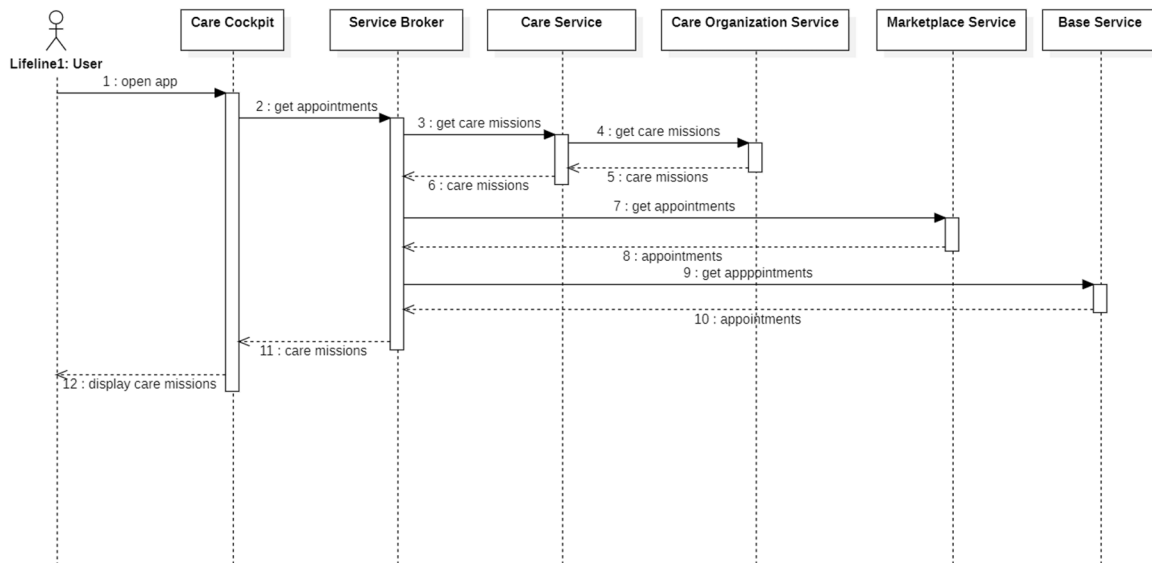 Care Cockpit
Service Broker
Care Service
Care Organization Service
Marketplace Service
Base Service
Lifeline1: User
1 : open app
2 : get appointments
3 : get care missions
4 : get care missions
5 : care missions
6 : care missions
7 : get appointments
8 : appointments
9 : get apppointments
10 : appointments
11 : care missions
12 : display care missions